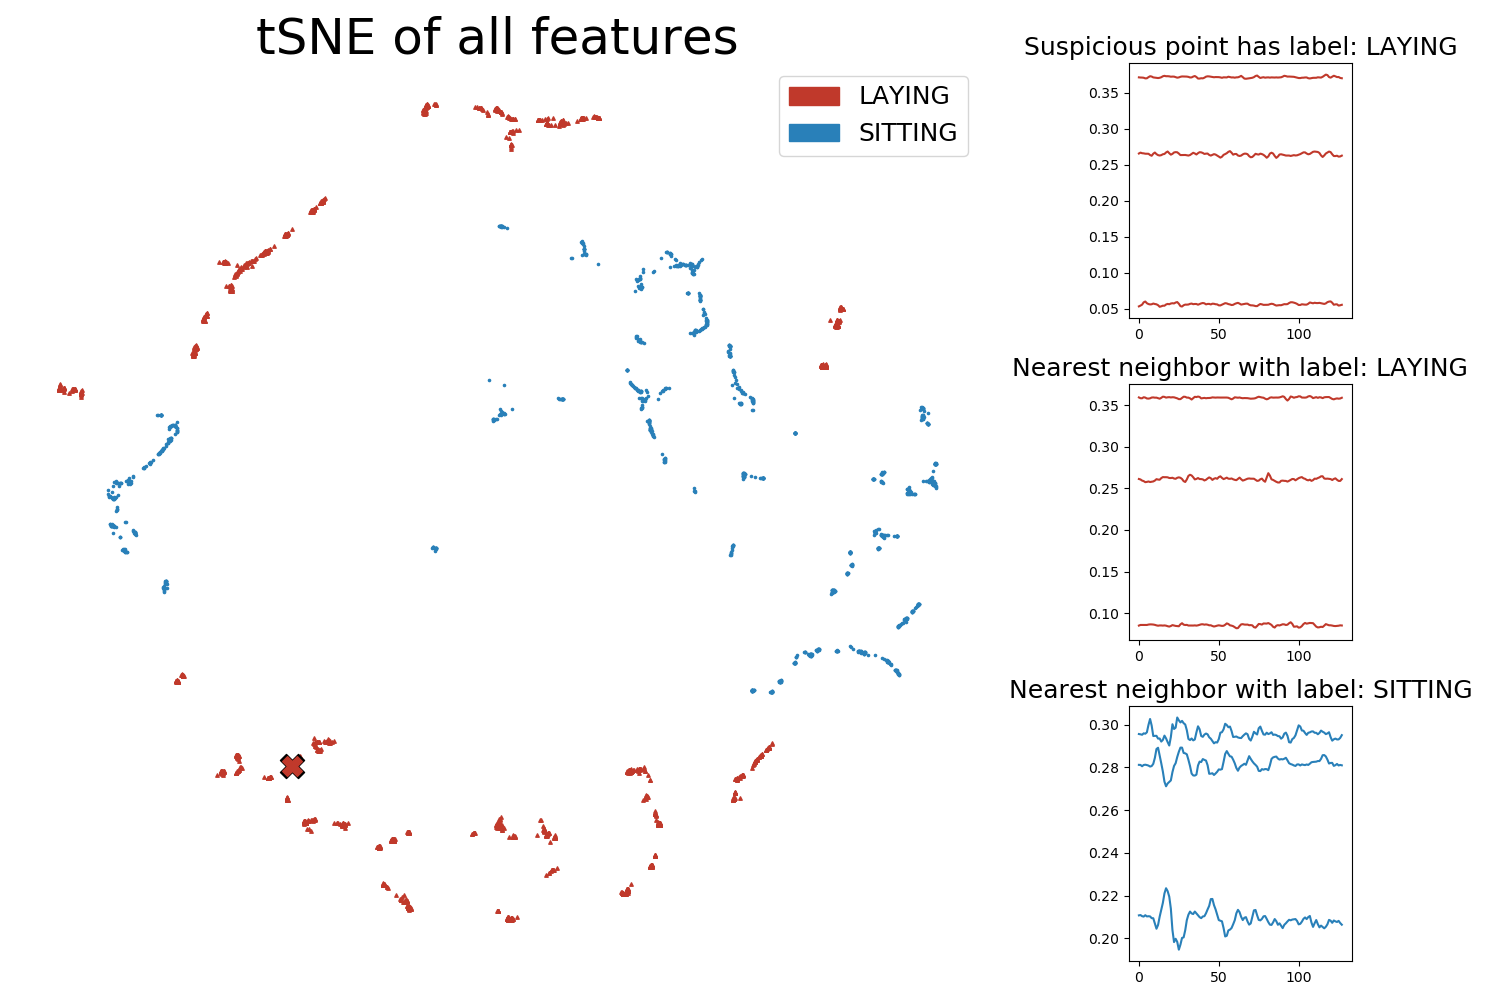 tSNE of all features
LAYING
SITTING
Suspicious point has label: LAYING
0.35
0.30
0.25
0.20
0.15
0.10
0.05
0 50 100
Nearest neighbor with label: LAYING
0.35
0.30
0.25
0.20
0.15
0.10
0 50 100
Nearest neighbor with label: SITTING
0.30
0.28
0.26
0.24
0.22
0.20
0 50 100